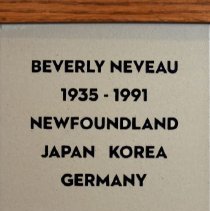 BEVERLY NEVEAU
1935 - 1991
NEWFOUNDLAND
JAPAN KOREA
GERMANY